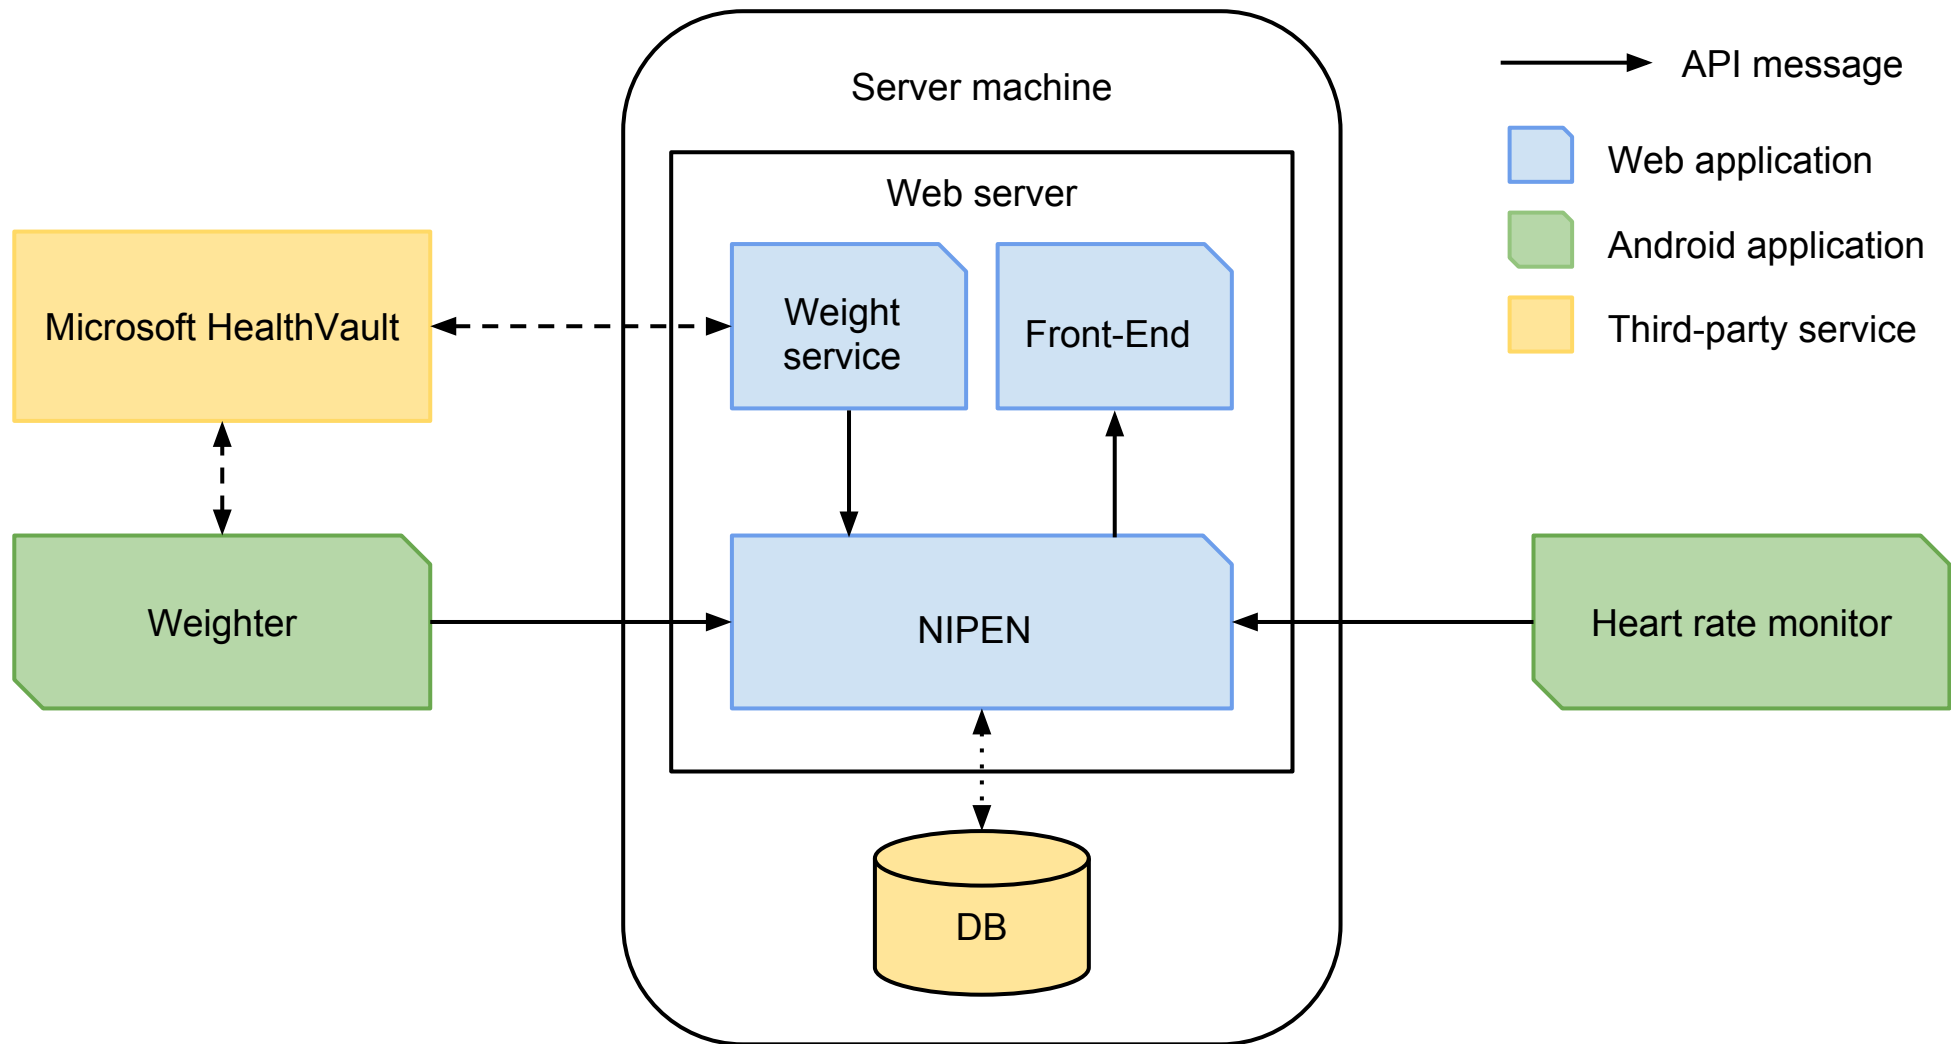 Server machine
Web server
Microsoft HealthVault
Weight
service
Front-End
Weighter
NIPEN
Heart rate monitor
DB
API message
Web application
Android application
Third-party service